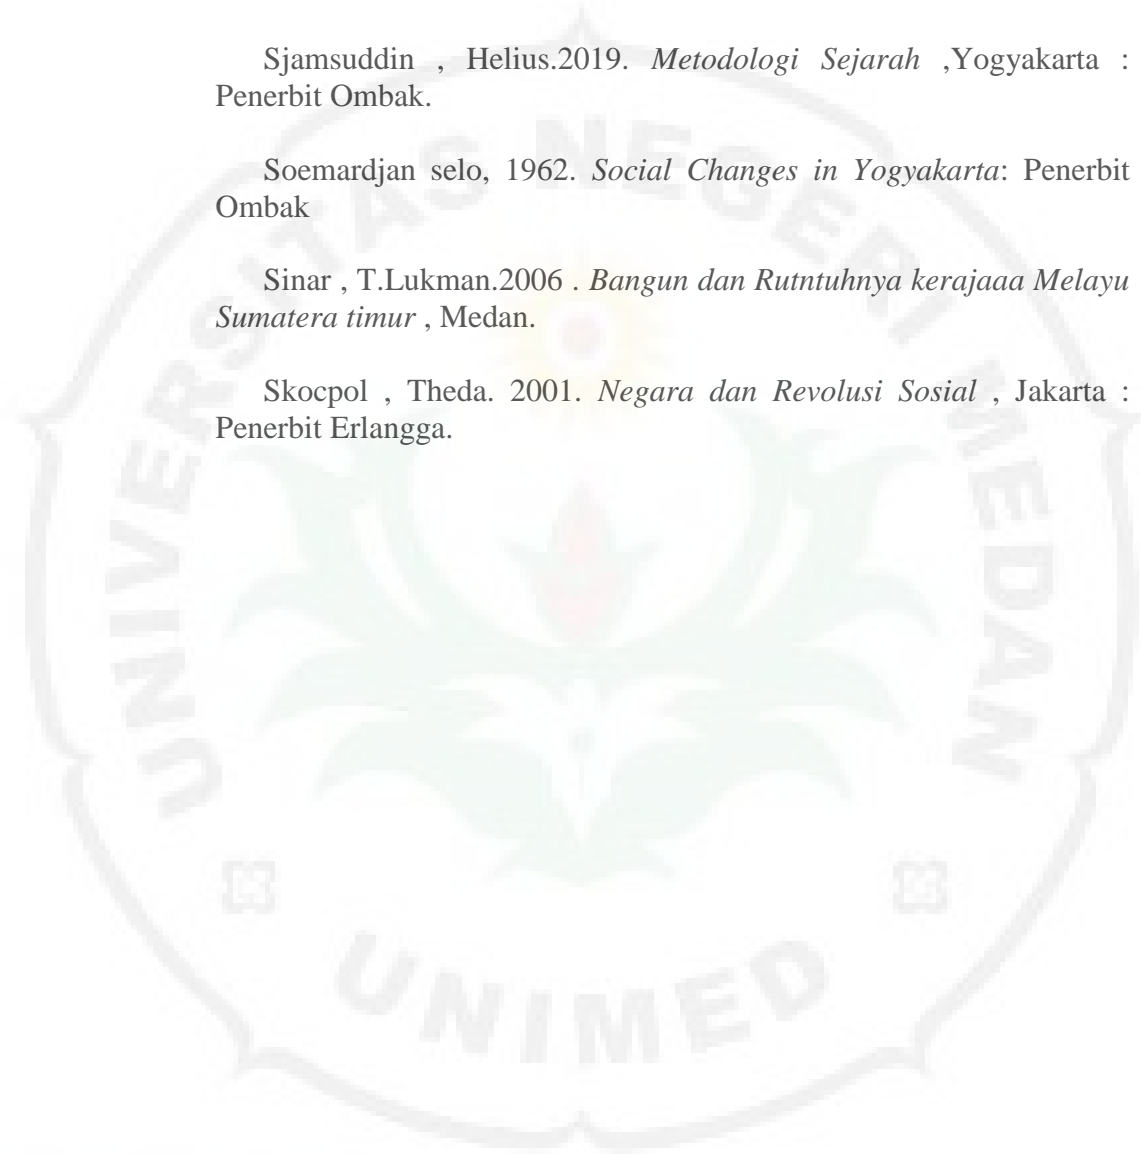 Sjamsuddin , Helius.2019. Metodologi Sejarah ,Yogyakarta :
Penerbit Ombak.
Soemardjan selo, 1962. Social Changes in Yogyakarta: Penerbit
Ombak
Sinar , T.Lukman.2006 . Bangun dan Rutntuhnya kerajaaa Melayu
Sumatera timur , Medan.
Skocpol , Theda. 2001. Negara dan Revolusi Sosial , Jakarta :
Penerbit Erlangga.
UNIVERSITAS NEGERI MEDAN
UNIMED